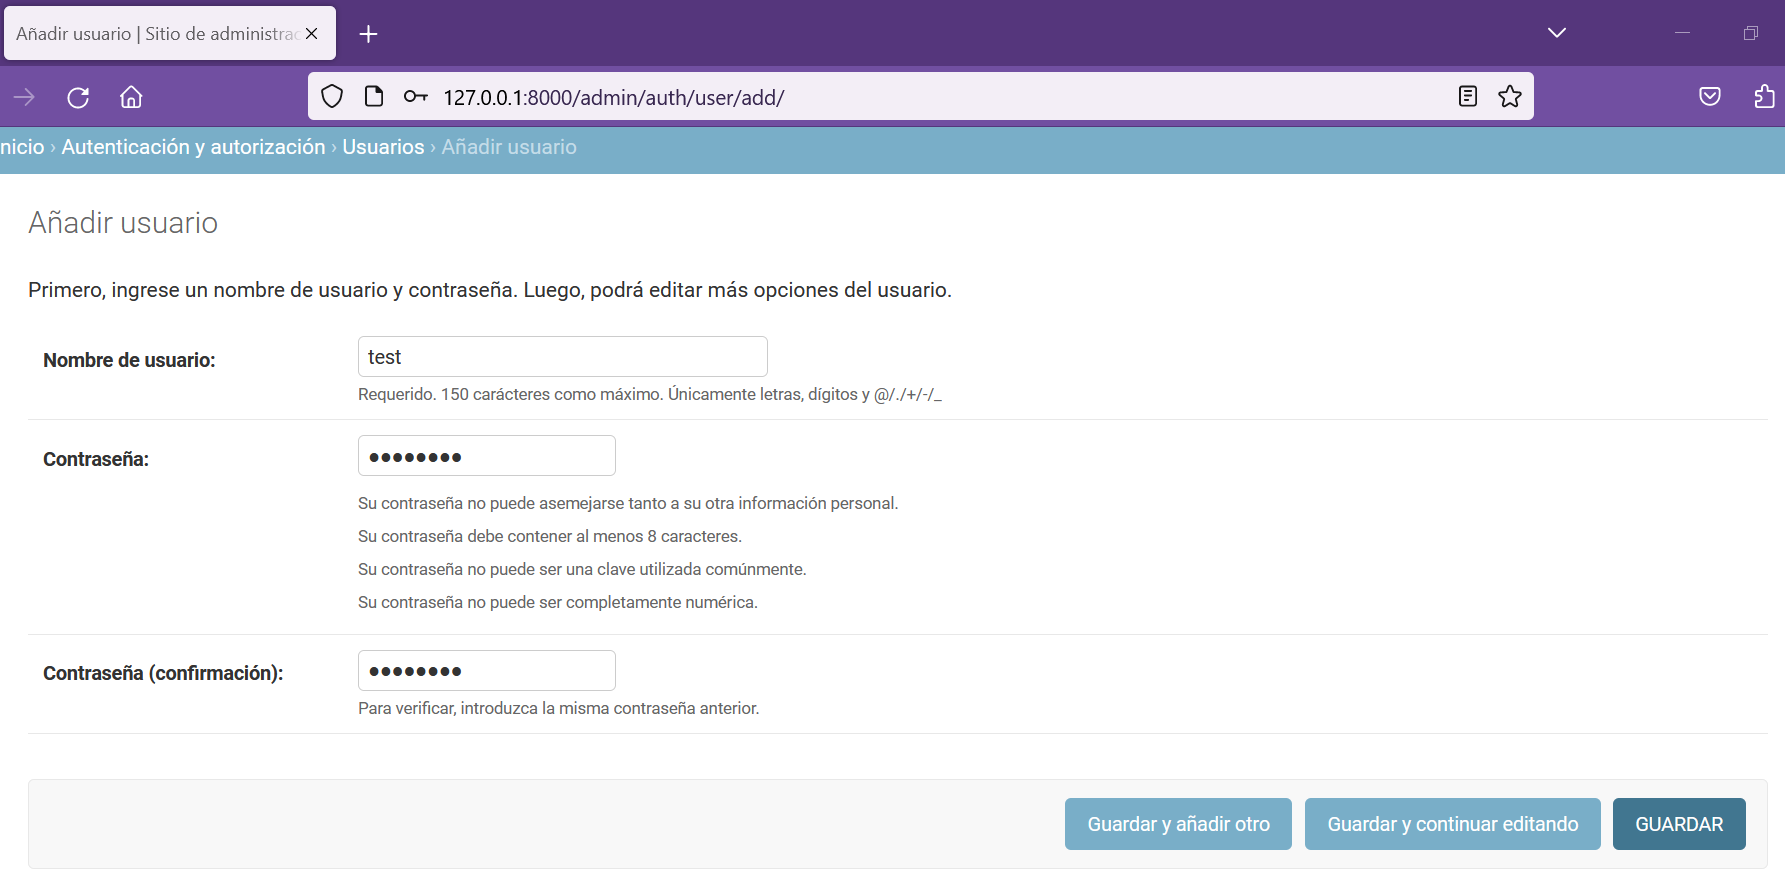 Añadir usuario | Sitio de administrac
127.0.0.1:8000/admin/auth/user/add/
nicio › Autenticación y autorización › Usuarios › Añadir usuario
Añadir usuario
Primero, ingrese un nombre de usuario y contraseña. Luego, podrá editar más opciones del usuario.
Nombre de usuario: test
Requerido. 150 carácteres como máximo. Únicamente letras, dígitos y @/./+/-/_
Contraseña: ●●●●●●●●
Su contraseña no puede asemejarse tanto a su otra información personal.
Su contraseña debe contener al menos 8 caracteres.
Su contraseña no puede ser una clave utilizada comúnmente.
Su contraseña no puede ser completamente numérica.
Contraseña (confirmación): ●●●●●●●●
Para verificar, introduzca la misma contraseña anterior.
Guardar y añadir otro Guardar y continuar editando GUARDAR